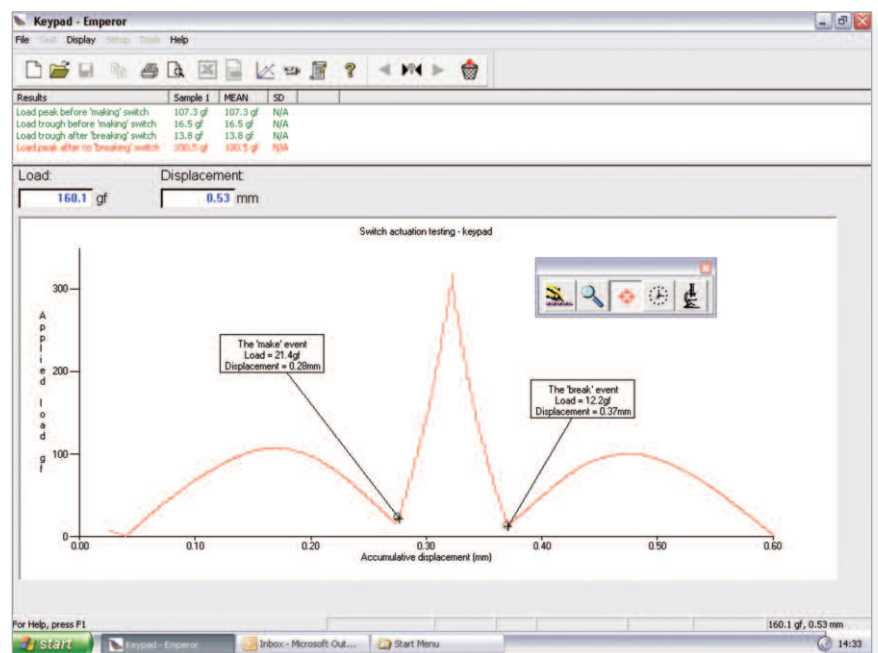 Keypad - Emperor
File Text Display Setup Tools Help
Results Sample 1 MEAN SD
Load peak before 'making' switch 107.3 gf 107.3 gf N/A
Load trough before 'making' switch 16.5 gf 16.5 gf N/A
Load trough after 'breaking' switch 13.8 gf 13.8 gf N/A
Load peak after to 'breaking' switch 100.5 gf 100.5 gf N/A
Load: Displacement:
160.1 gf 0.53 mm
Switch actuation testing - keypad
Applied load gf
300
200
100
0
The 'make' event
Load = 21.4gf
Displacement = 0.28mm
The 'break' event
Load = 12.2gf
Displacement = 0.37mm
0.00 0.10 0.20 0.30 0.40 0.50 0.60
Accumulative displacement (mm)
For Help, press F1 160.1 gf, 0.53 mm
start Keypad - Emperor Inbox - Microsoft Out... Start Menu 14:33